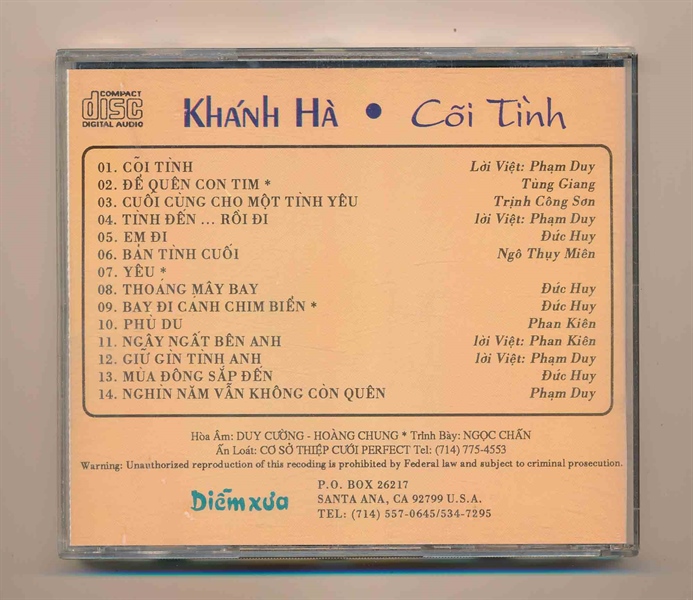 COMPACT
disc
DIGITAL AUDIO
KHÁNH HÀ • Cõi Tình
01. CÕI TÌNH Lời Việt: Phạm Duy
02. ĐỂ QUÊN CON TIM * Tùng Giang
03. CUỐI CÙNG CHO MỘT TÌNH YÊU Trịnh Công Sơn
04. TÌNH ĐẾN ... RỒI ĐI lời Việt: Phạm Duy
05. EM ĐI Đức Huy
06. BẢN TÌNH CUỐI Ngô Thụy Miên
07. YÊU *
08. THOÁNG MÂY BAY Đức Huy
09. BAY ĐI CÁNH CHIM BIỂN * Đức Huy
10. PHÙ DU Phan Kiên
11. NGÂY NGẤT BÊN ANH lời Việt: Phan Kiên
12. GIỮ GÌN TÌNH ANH lời Việt: Phạm Duy
13. MÙA ĐÔNG SẮP ĐẾN Đức Huy
14. NGHÌN NĂM VẪN KHÔNG CÒN QUÊN Phạm Duy
Hòa Âm: DUY CƯỜNG - HOÀNG CHUNG * Trình Bày: NGỌC CHẤN
Ấn Loát: CƠ SỞ THIỆP CƯỚI PERFECT Tel: (714) 775-4553
Warning: Unauthorized reproduction of this recoding is prohibited by Federal law and subject to criminal prosecution.
Diễm xưa
P.O. BOX 26217
SANTA ANA, CA 92799 U.S.A.
TEL: (714) 557-0645/534-7295